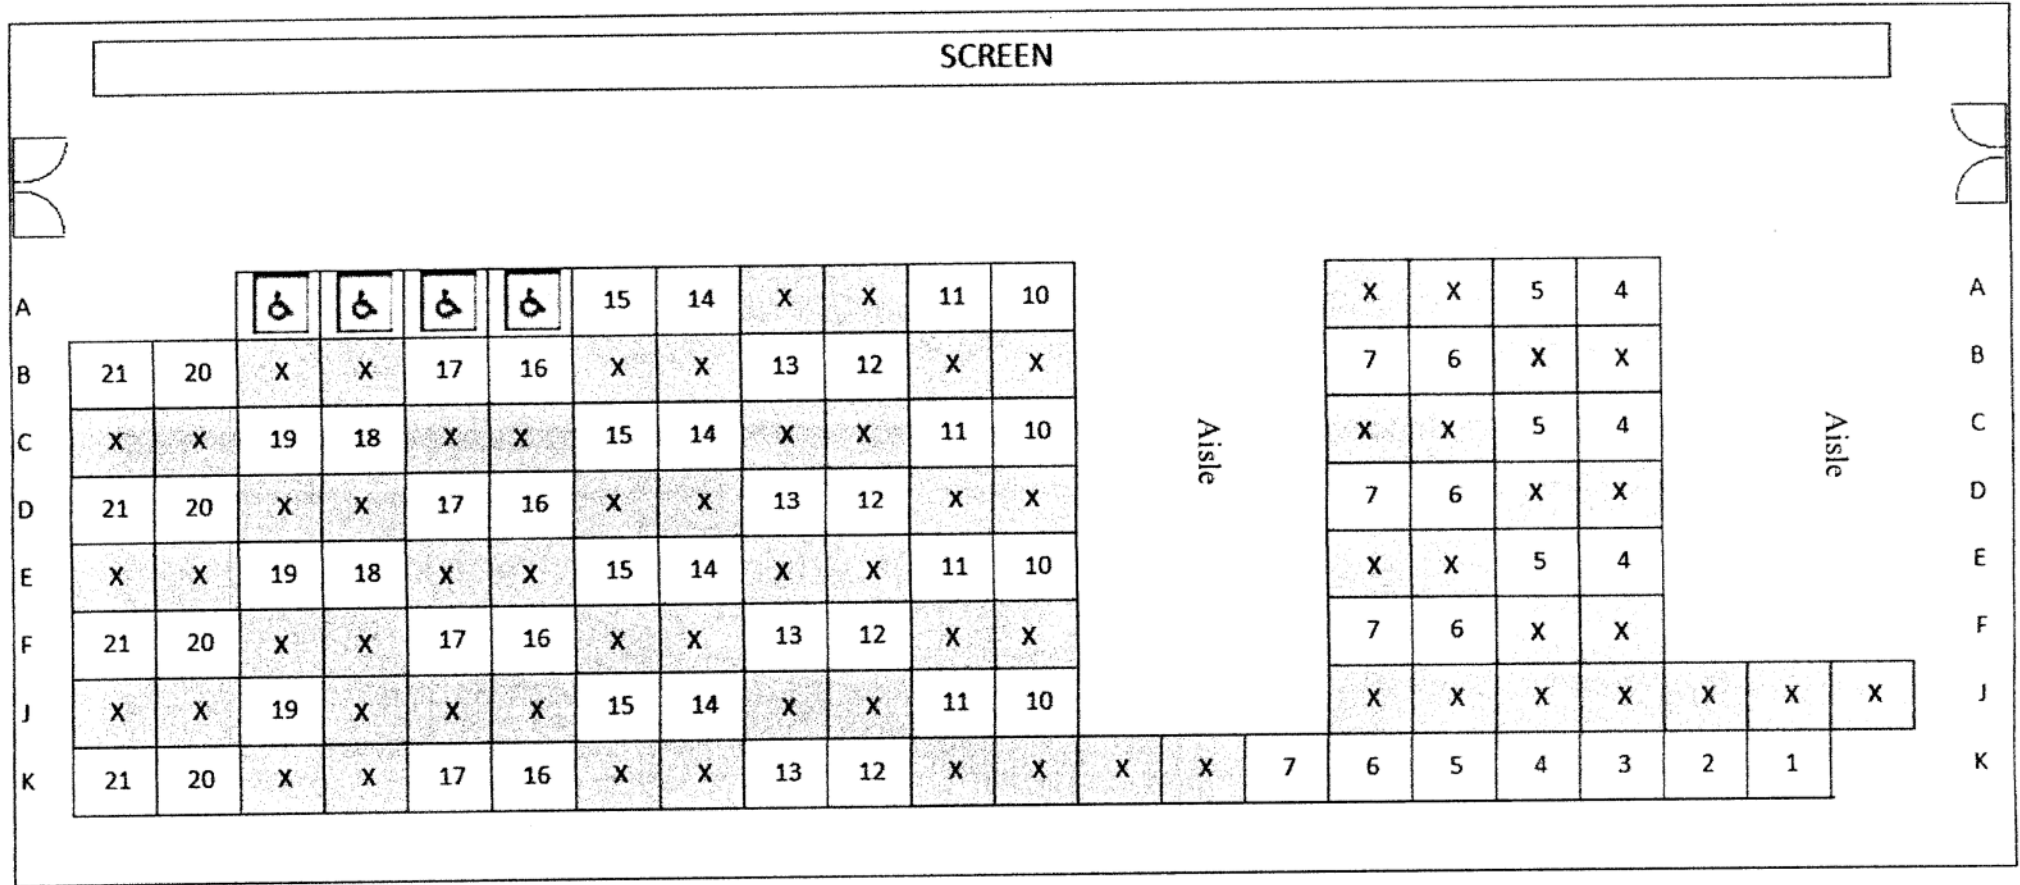 SCREEN
A 15 14 X X 11 10 X X 5 4 A
B 21 20 X X 17 16 X X 13 12 X X 7 6 X X B
C X X 19 18 X X 15 14 X X 11 10 X X 5 4 C
D 21 20 X X 17 16 X X 13 12 X X 7 6 X X D
E X X 19 18 X X 15 14 X X 11 10 X X 5 4 E
F 21 20 X X 17 16 X X 13 12 X X 7 6 X X F
J X X 19 X X X 15 14 X X 11 10 X X X X X X X J
K 21 20 X X 17 16 X X 13 12 X X X X 7 6 5 4 3 2 1 K
Aisle
Aisle